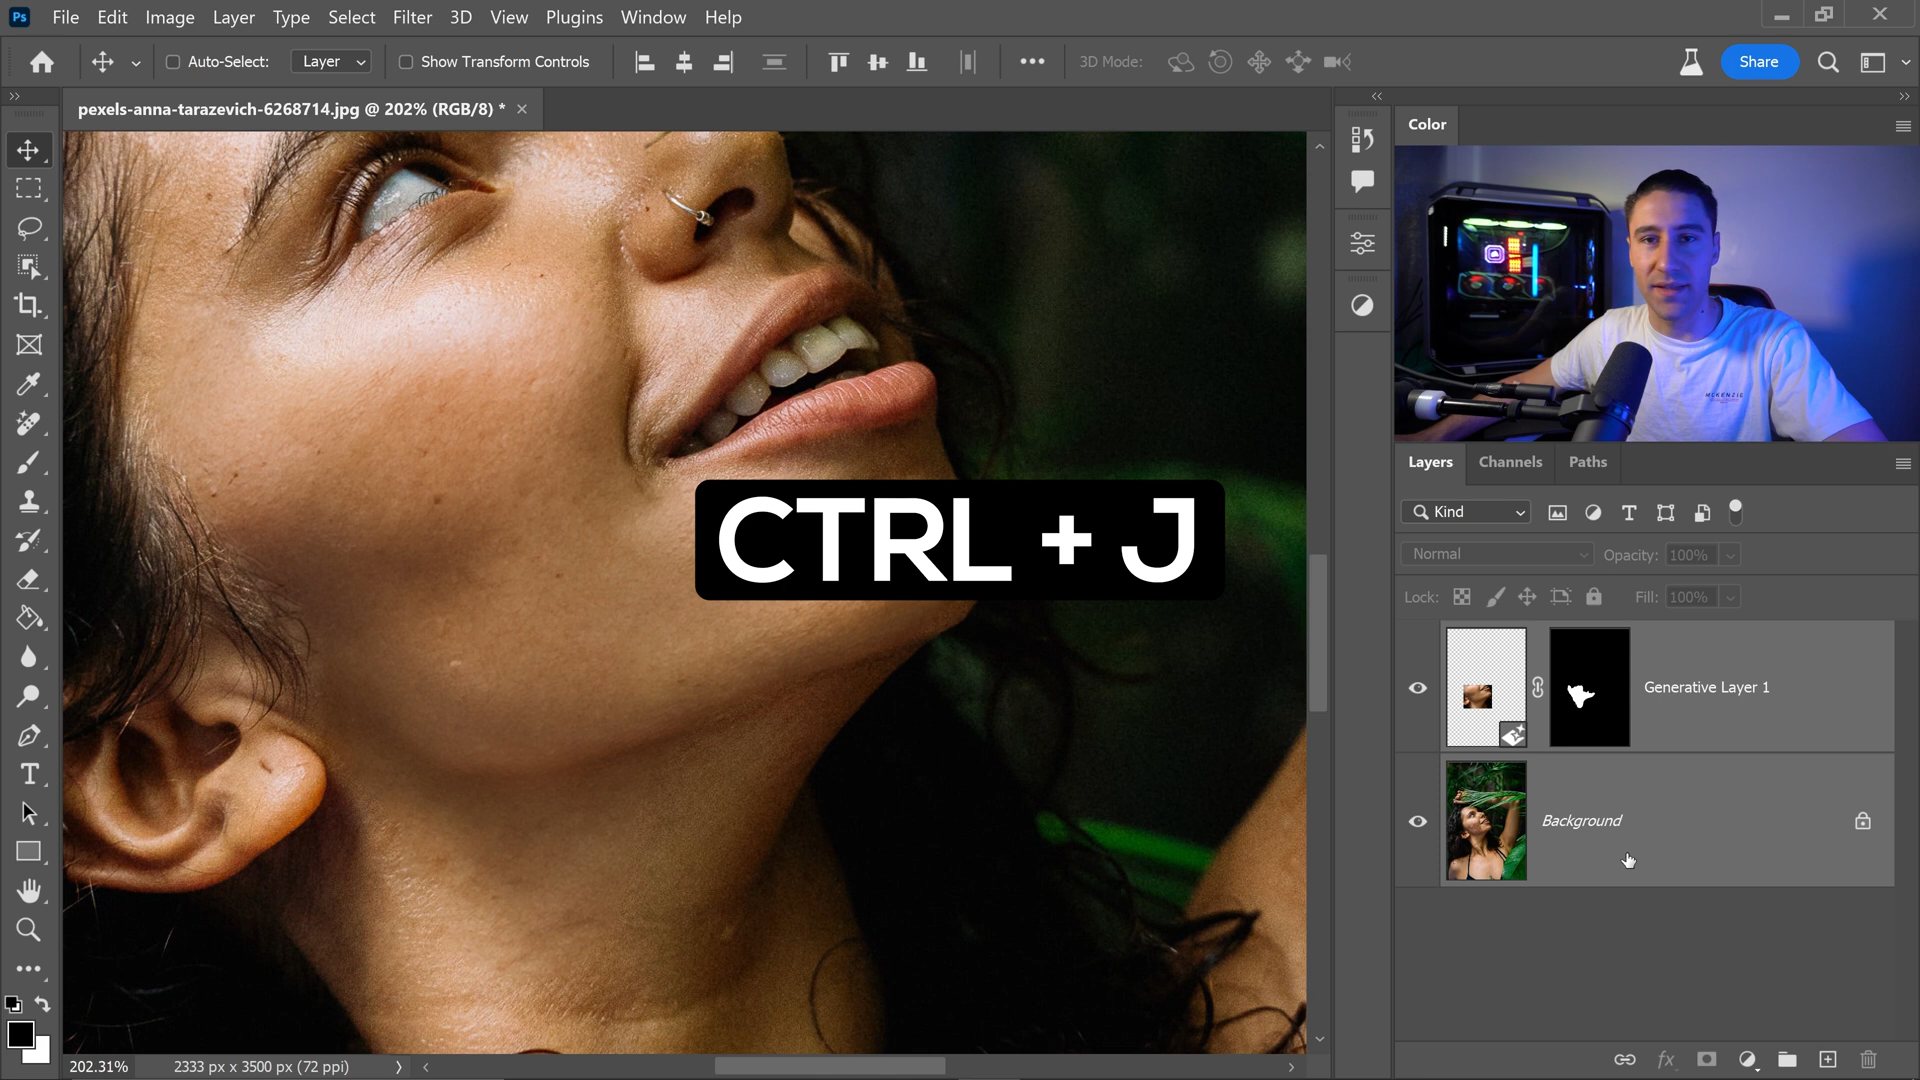 Ps File Edit Image Layer Type Select Filter 3D View Plugins Window Help
Auto-Select: Layer Show Transform Controls 3D Mode: Share
pexels-anna-tarazevich-6268714.jpg @ 202% (RGB/8) *
Color
MCKENZIE
CTRL + J
Layers Channels Paths
Kind
Normal Opacity: 100%
Lock: Fill: 100%
Generative Layer 1
Background
202.31% 2333 px x 3500 px (72 ppi)